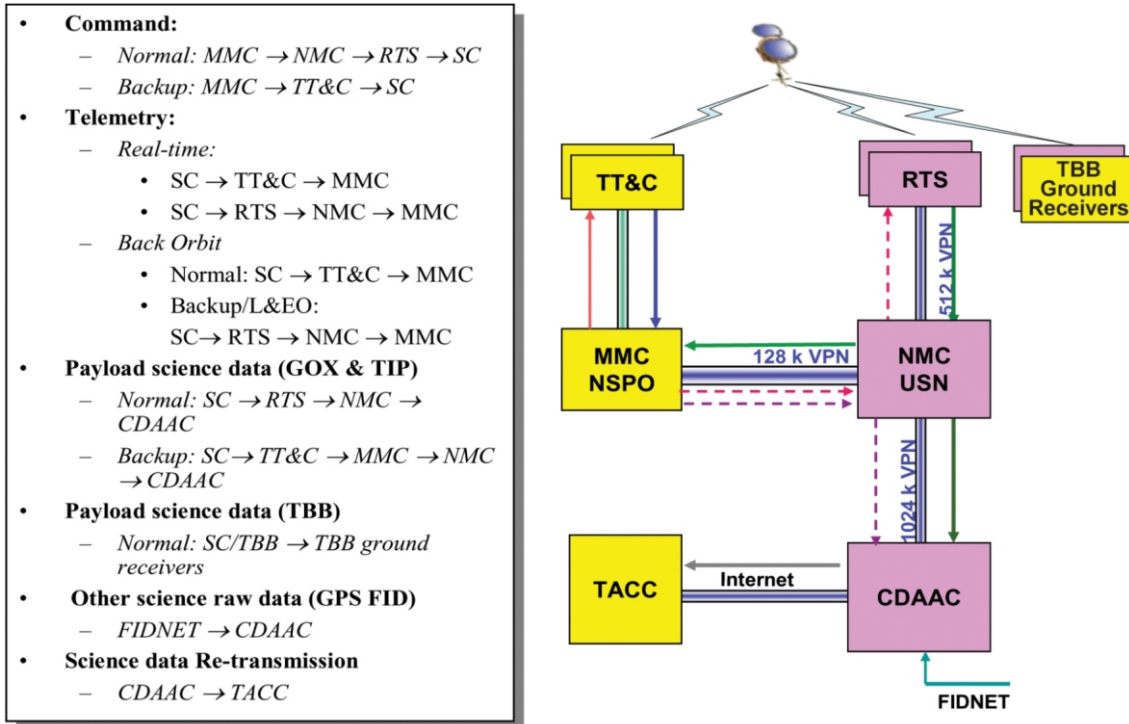 • Command:
– Normal: MMC → NMC → RTS → SC
– Backup: MMC → TT&C → SC
• Telemetry:
– Real-time:
• SC → TT&C → MMC
• SC → RTS → NMC → MMC
– Back Orbit
• Normal: SC → TT&C → MMC
• Backup/L&EO:
SC→ RTS → NMC → MMC
• Payload science data (GOX & TIP)
– Normal: SC → RTS → NMC →
CDAAC
– Backup: SC→ TT&C → MMC → NMC
→ CDAAC
• Payload science data (TBB)
– Normal: SC/TBB → TBB ground
receivers
• Other science raw data (GPS FID)
– FIDNET → CDAAC
• Science data Re-transmission
– CDAAC → TACC
TT&C
RTS
TBB
Ground
Receivers
512 k VPN
MMC
NSPO
128 k VPN
NMC
USN
1024 k VPN
TACC
Internet
CDAAC
FIDNET